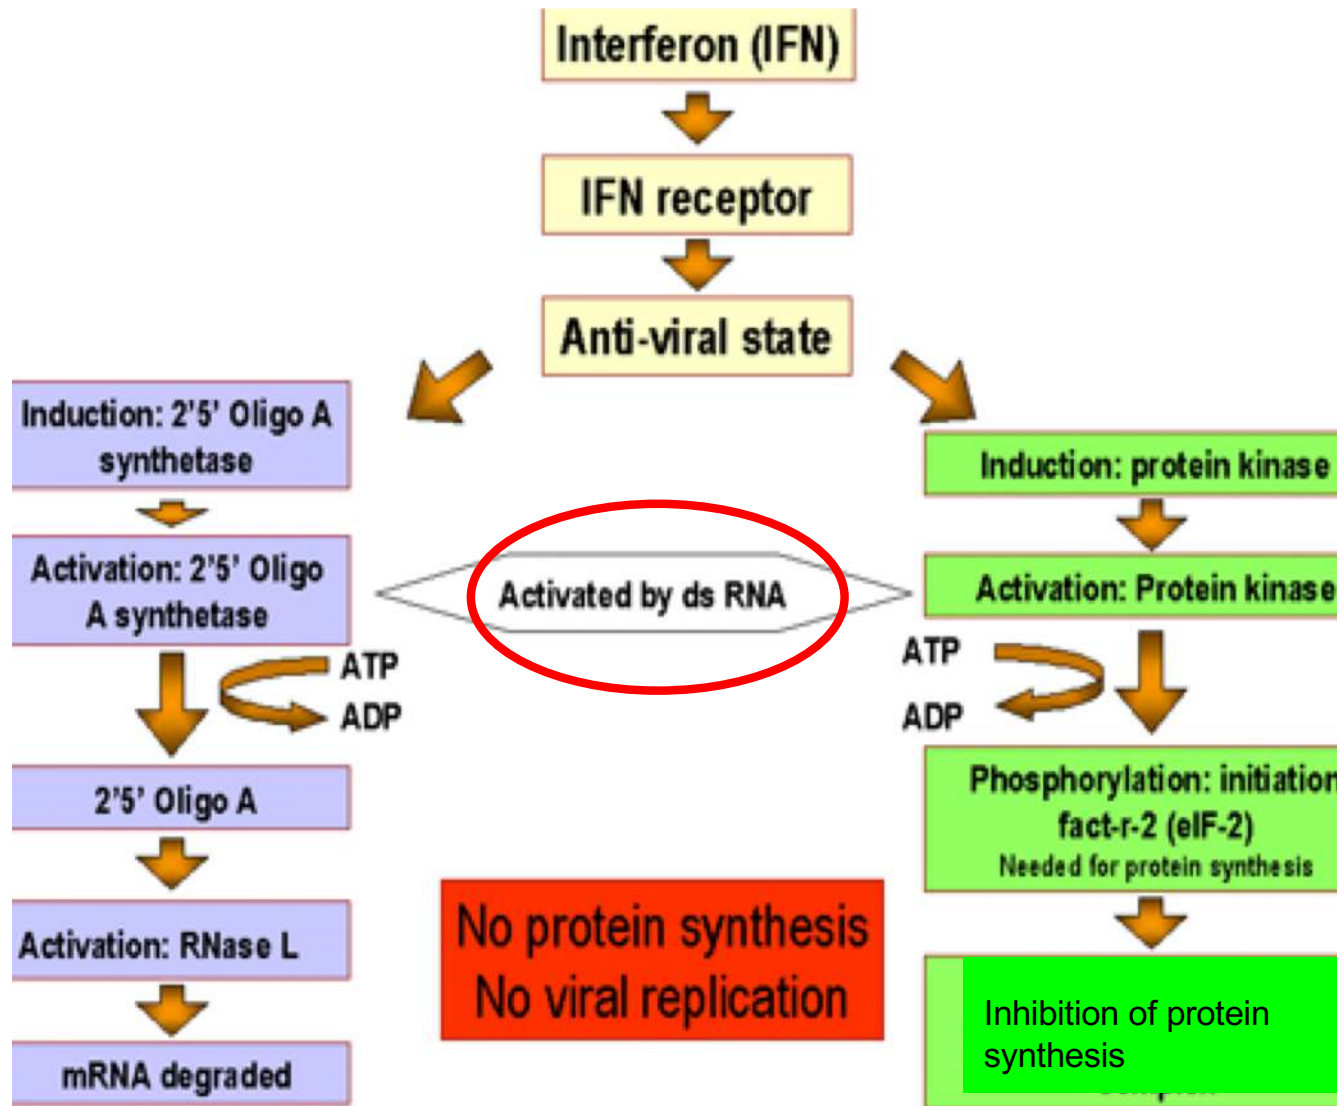 Interferon (IFN)
IFN receptor
Anti-viral state
Induction: 2'5' Oligo A
synthetase
Activation: 2'5' Oligo
A synthetase
ATP
ADP
2'5' Oligo A
Activation: RNase L
mRNA degraded
Activated by ds RNA
No protein synthesis
No viral replication
Induction: protein kinase
Activation: Protein kinase
ATP
ADP
Phosphorylation: initiation
fact-r-2 (eIF-2)
Needed for protein synthesis
Inhibition of protein
synthesis